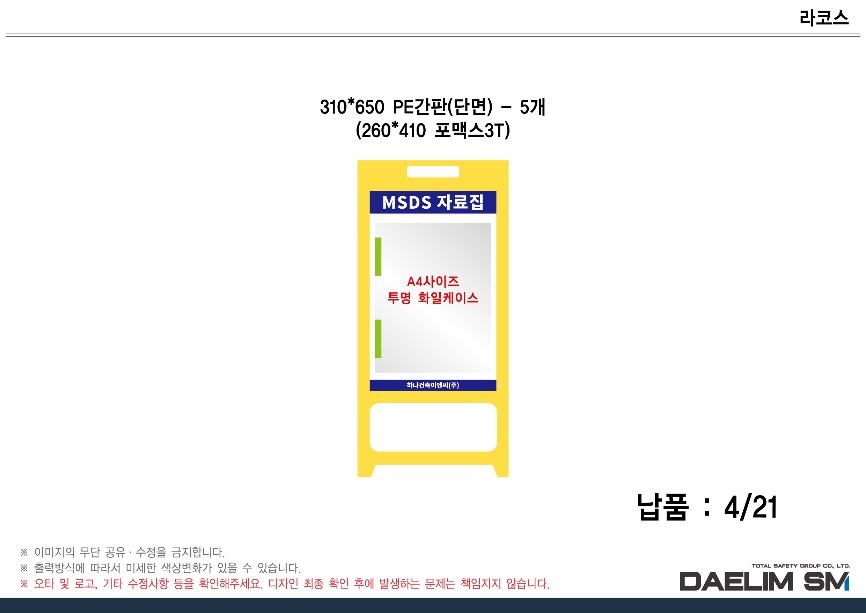 라코스
310*650 PE간판(단면) - 5개
(260*410 포맥스3T)
MSDS 자료집
A4사이즈
투명 화일케이스
하나건축이엔씨(주)
납품 : 4/21
※ 이미지의 무단 공유·수정을 금지합니다.
※ 출력방식에 따라서 미세한 색상변화가 있을 수 있습니다.
※ 오타 및 로고, 기타 수정사항 등을 확인해주세요. 디자인 최종 확인 후에 발생하는 문제는 책임지지 않습니다.
TOTAL SAFETY GROUP CO., LTD.
DAELIM SM